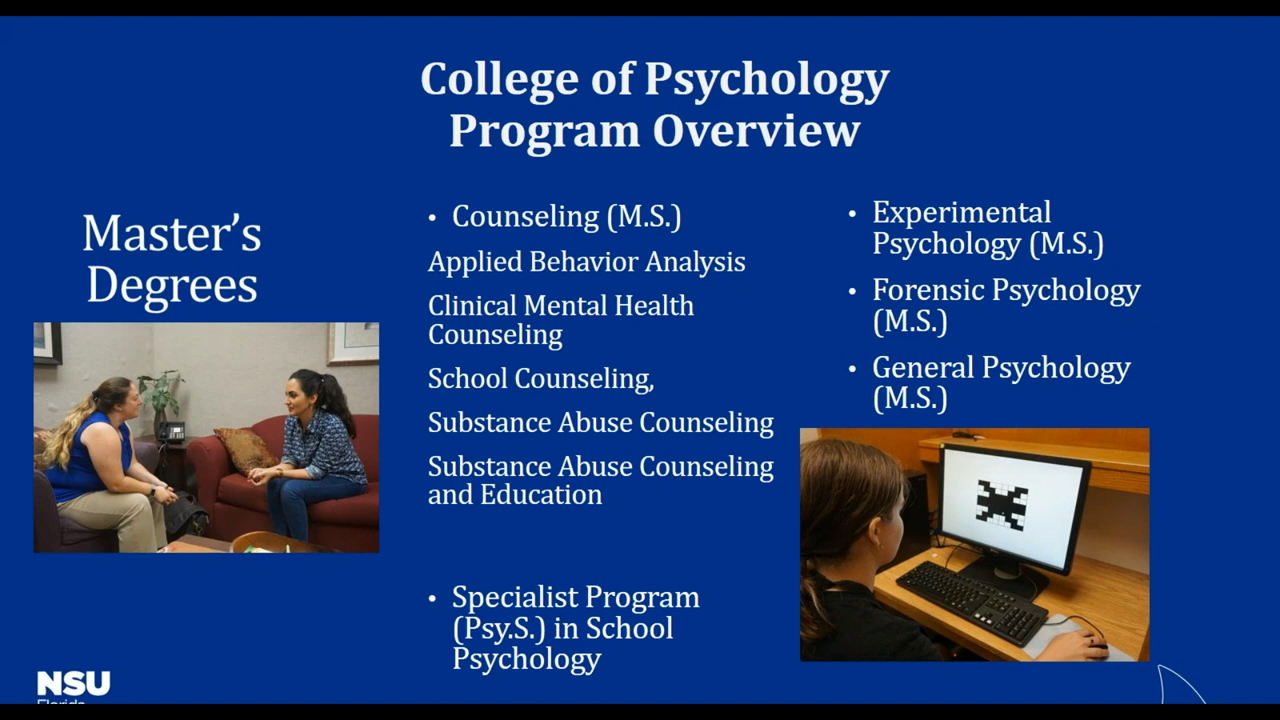 College of Psychology
Program Overview
Master's
Degrees
• Counseling (M.S.)
Applied Behavior Analysis
Clinical Mental Health
Counseling
School Counseling,
Substance Abuse Counseling
Substance Abuse Counseling
and Education
• Specialist Program
(Psy.S.) in School
Psychology
• Experimental
Psychology (M.S.)
• Forensic Psychology
(M.S.)
• General Psychology
(M.S.)
NSU
Florida